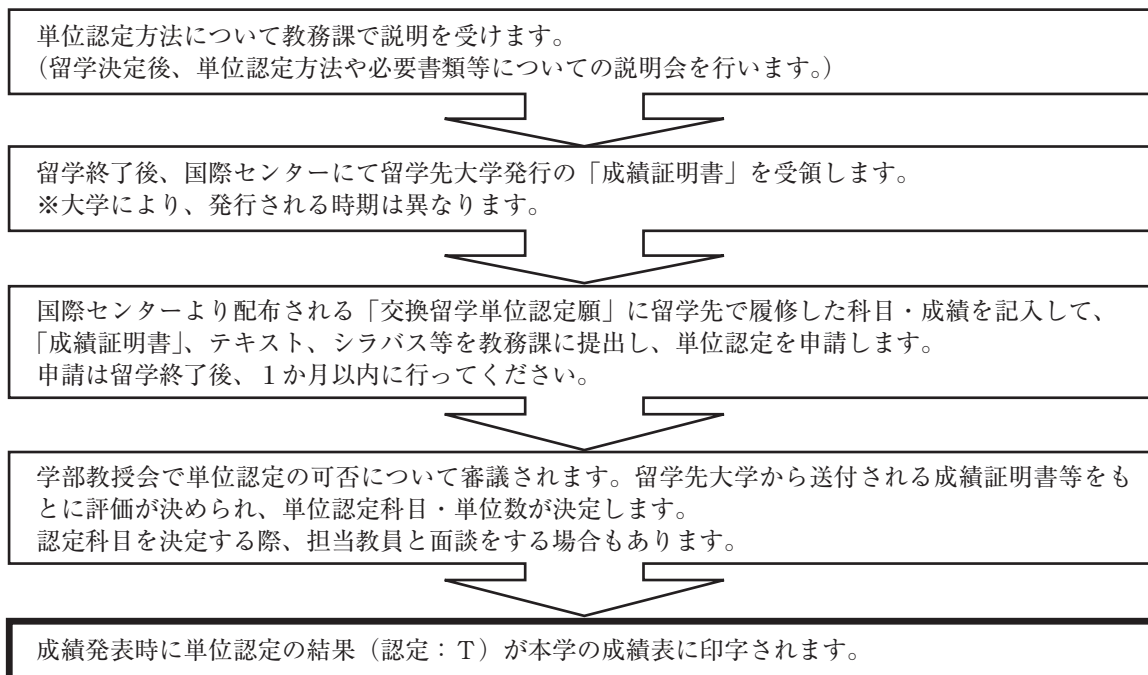 単位認定方法について教務課で説明を受けます。
（留学決定後、単位認定方法や必要書類等についての説明会を行います。）
留学終了後、国際センターにて留学先大学発行の「成績証明書」を受領します。
※大学により、発行される時期は異なります。
国際センターより配布される「交換留学単位認定願」に留学先で履修した科目・成績を記入して、
「成績証明書」、テキスト、シラバス等を教務課に提出し、単位認定を申請します。
申請は留学終了後、１か月以内に行ってください。
学部教授会で単位認定の可否について審議されます。留学先大学から送付される成績証明書等をも
とに評価が決められ、単位認定科目・単位数が決定します。
認定科目を決定する際、担当教員と面談をする場合もあります。
成績発表時に単位認定の結果（認定：Ｔ）が本学の成績表に印字されます。